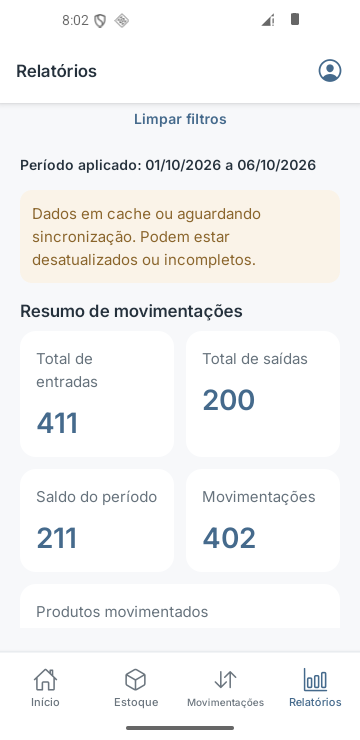 8:02
Relatórios
Limpar filtros
Período aplicado: 01/10/2026 a 06/10/2026
Dados em cache ou aguardando
sincronização. Podem estar
desatualizados ou incompletos.
Resumo de movimentações
Total de
entradas
411
Total de saídas
200
Saldo do período
211
Movimentações
402
Produtos movimentados
Início
Estoque
Movimentações
Relatórios